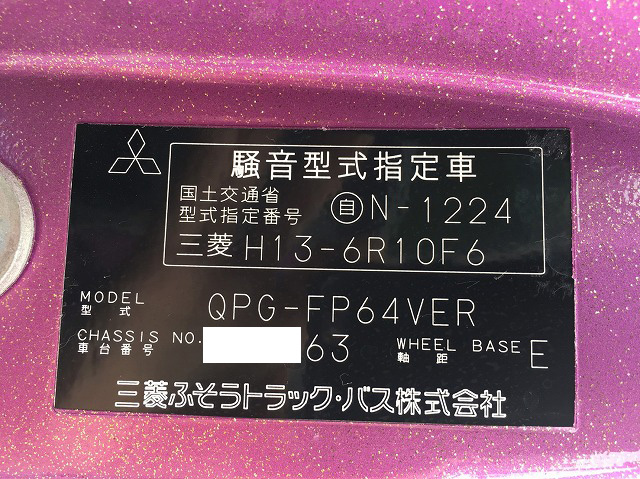 騒音型式指定車
国土交通省
型式指定番号 自N-1224
三菱 H13-6R10F6
MODEL
型式 QPG-FP64VER
CHASSIS NO.
車台番号 63 WHEEL BASE
軸距 E
三菱ふそうトラック・バス株式会社